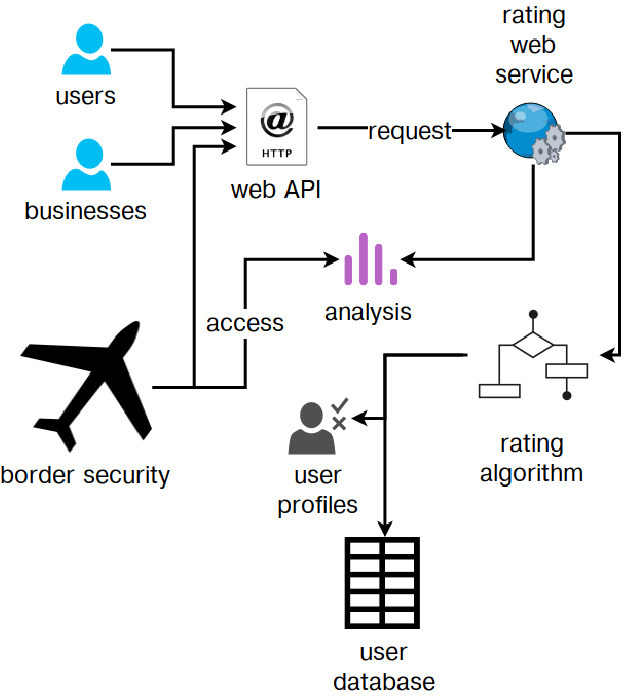 rating
web
service
users
@
HTTP
request
businesses
web API
access
analysis
border security
user
profiles
rating
algorithm
user
database